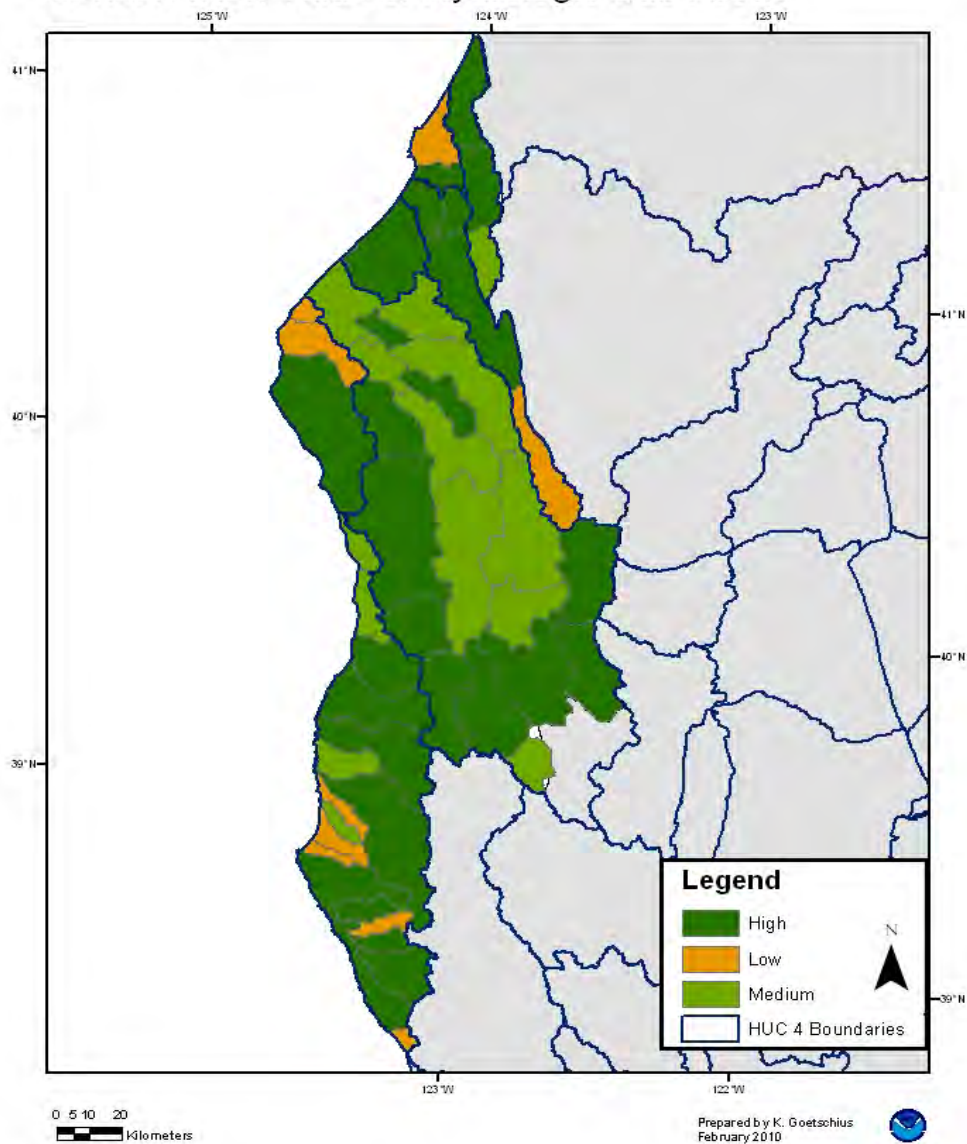 125°W 124°W 123°W
41°N
41°N
40°N
40°N
39°N
39°N
Legend
High
Low
Medium
HUC 4 Boundaries
N
123°W 122°W
0 5 10 20
Kilometers
Prepared by K. Goetschius
February 2010